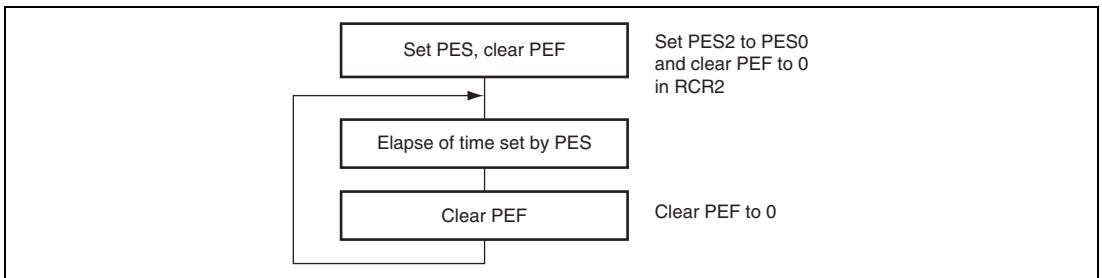 Set PES, clear PEF
Set PES2 to PES0
and clear PEF to 0
in RCR2
Elapse of time set by PES
Clear PEF
Clear PEF to 0